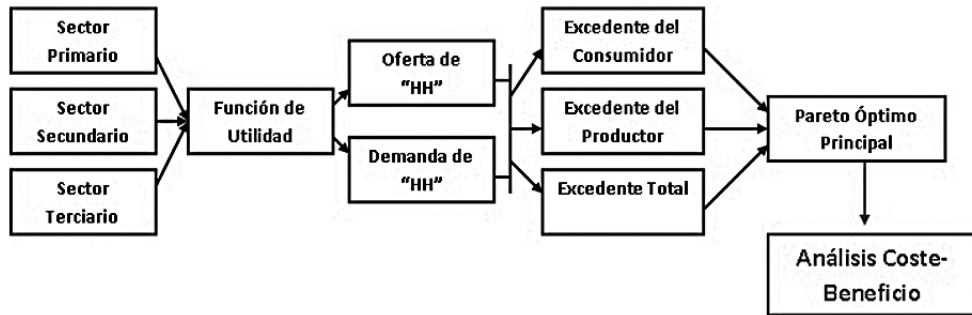 Sector
Primario
Sector
Secundario
Sector
Terciario
Función de
Utilidad
Oferta de
“HH”
Demanda de
“HH”
Excedente del
Consumidor
Excedente del
Productor
Excedente Total
Pareto Óptimo
Principal
Análisis Coste-
Beneficio